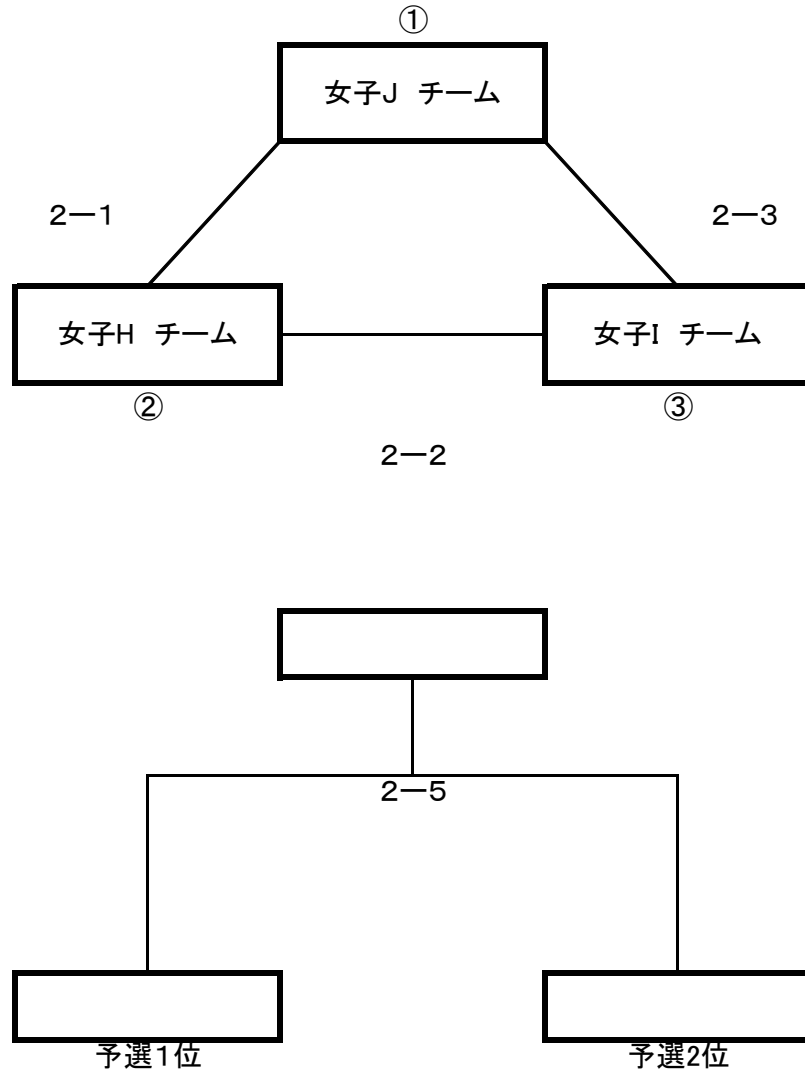 ①
女子J　チーム
2ー1
2ー3
女子H　チーム
女子I　チーム
②
③
2ー2
2ー5
予選1位
予選2位